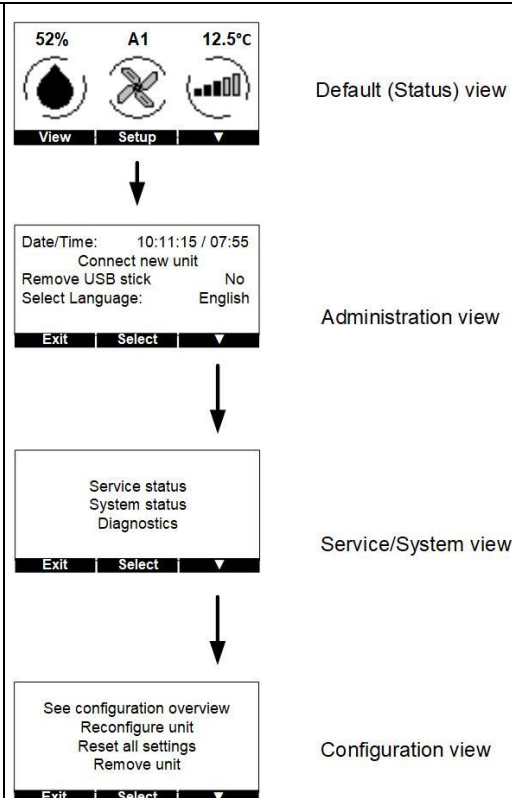 52% A1 12.5°C
View Setup ▼
Default (Status) view
Date/Time: 10:11:15 / 07:55
Connect new unit
Remove USB stick No
Select Language: English
Exit Select ▼
Administration view
Service status
System status
Diagnostics
Exit Select ▼
Service/System view
See configuration overview
Reconfigure unit
Reset all settings
Remove unit
Exit Select ▼
Configuration view